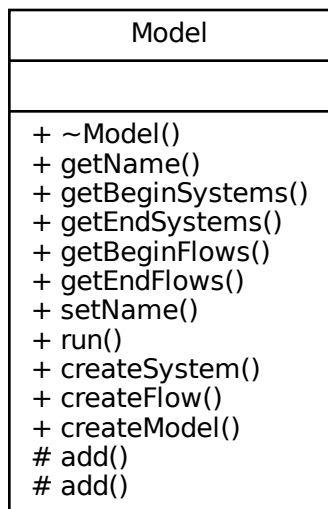 Model
+ ~Model()
+ getName()
+ getBeginSystems()
+ getEndSystems()
+ getBeginFlows()
+ getEndFlows()
+ setName()
+ run()
+ createSystem()
+ createFlow()
+ createModel()
# add()
# add()